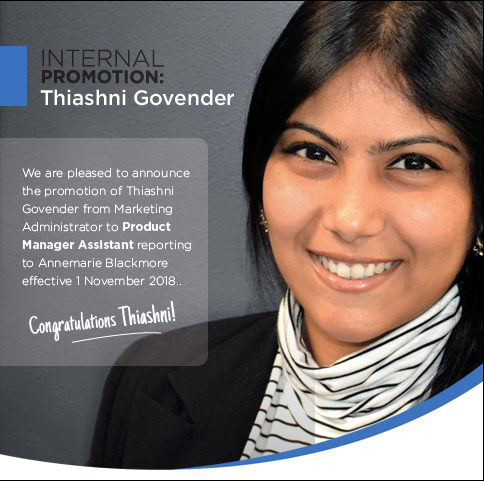 INTERNAL
PROMOTION:
Thiashni Govender
We are pleased to announce
the promotion of Thiashni
Govender from Marketing
Administrator to Product
Manager Assistant reporting
to Annemarie Blackmore
effective 1 November 2018..
Congratulations Thiashni!